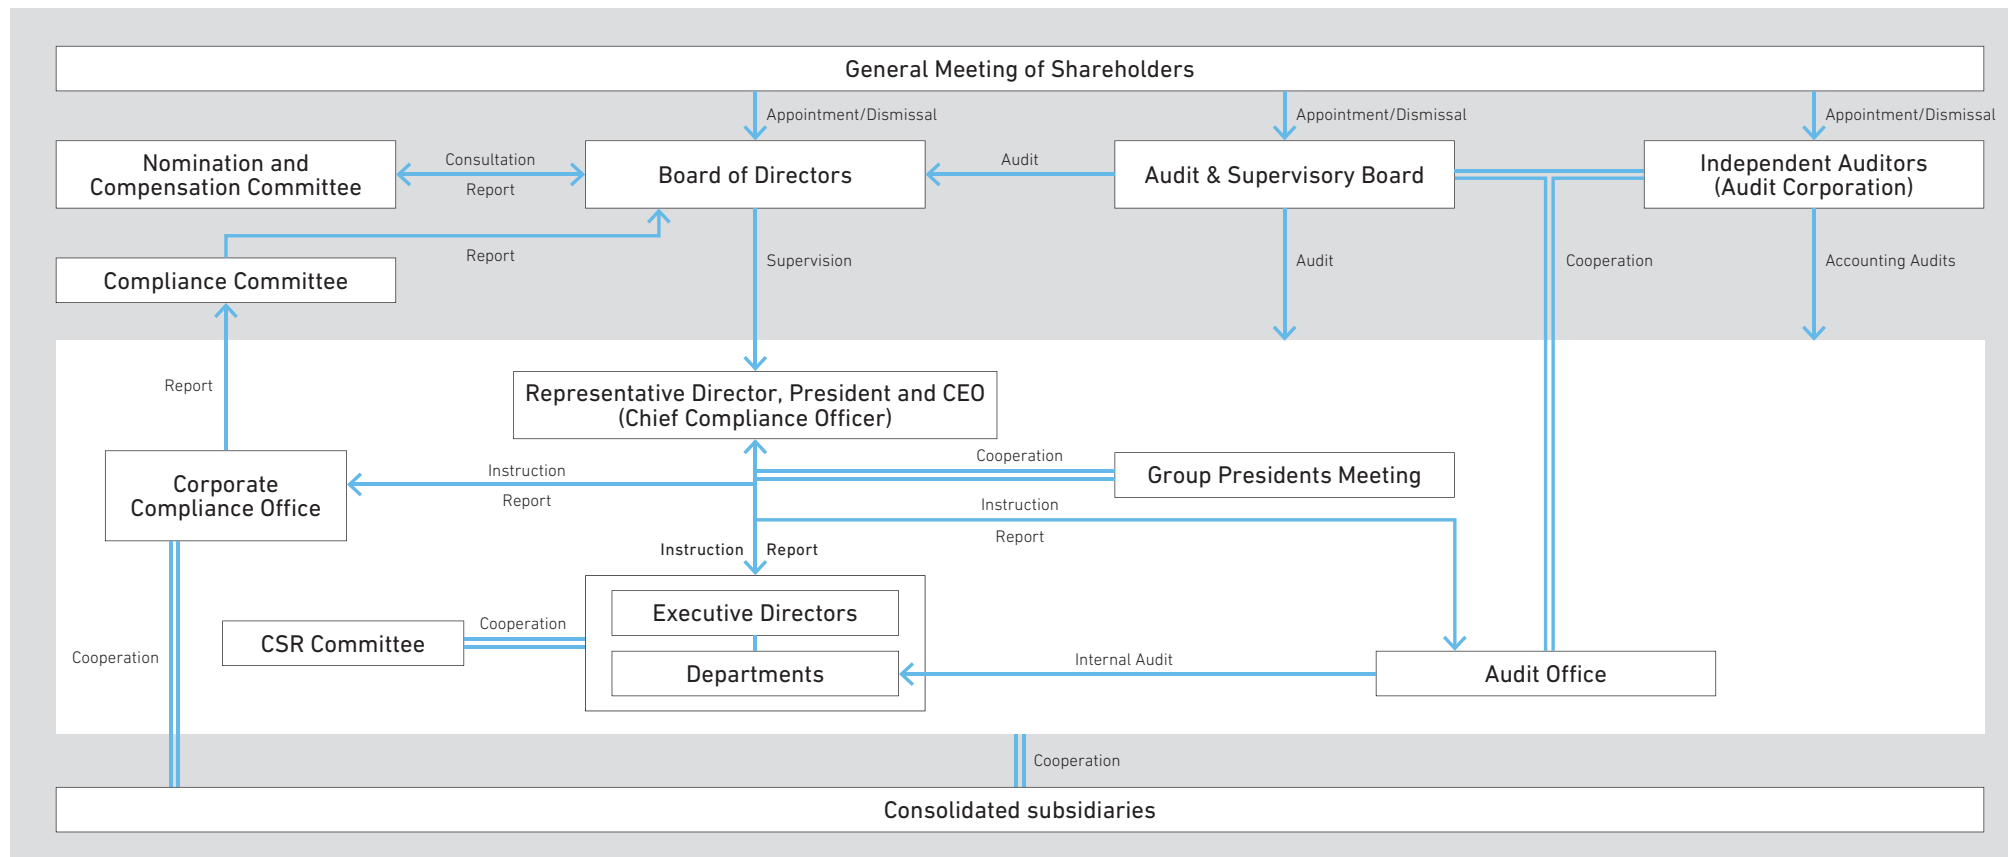 General Meeting of Shareholders
Appointment/Dismissal
Appointment/Dismissal
Appointment/Dismissal
Nomination and
Compensation Committee
Consultation
Report
Board of Directors
Audit
Audit & Supervisory Board
Independent Auditors
(Audit Corporation)
Report
Supervision
Audit
Cooperation
Accounting Audits
Compliance Committee
Report
Representative Director, President and CEO
(Chief Compliance Officer)
Corporate
Compliance Office
Instruction
Report
Cooperation
Group Presidents Meeting
Instruction
Report
Instruction
Report
Executive Directors
Departments
CSR Committee
Cooperation
Internal Audit
Audit Office
Cooperation
Cooperation
Consolidated subsidiaries